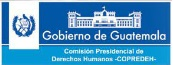 Gobierno de Guatemala
Comisión Presidencial de
Derechos Humanos -COPREDEH-